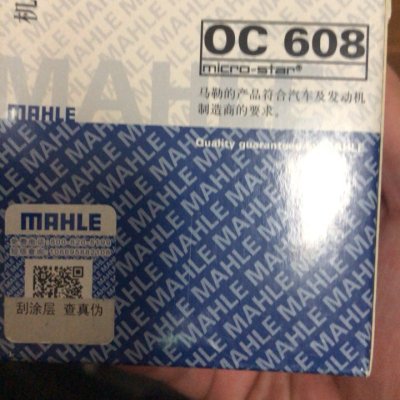 机
OC 608
micro-star®
马勒的产品符合汽车及发动机
制造商的要求。
MAHLE
Quality guaranteed by MAHLE
MAHLE
刮涂层 查真伪